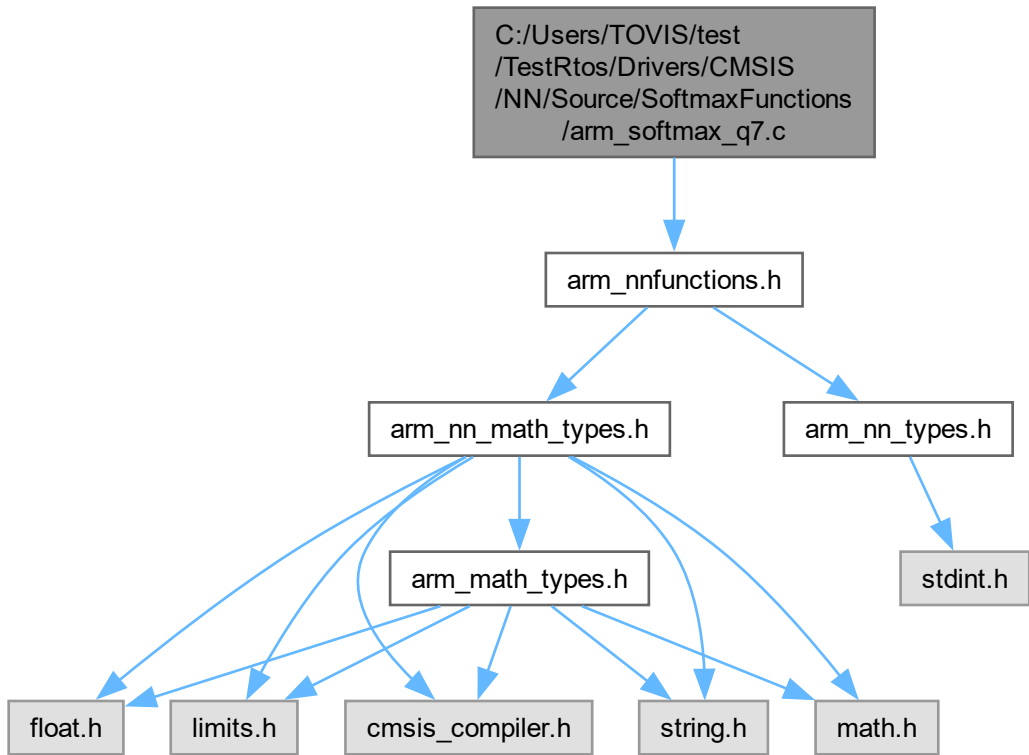 C:/Users/TOVIS/test
/TestRtos/Drivers/CMSIS
/NN/Source/SoftmaxFunctions
/arm_softmax_q7.c
arm_nnfunctions.h
arm_nn_math_types.h
arm_nn_types.h
arm_math_types.h
stdint.h
float.h
limits.h
cmsis_compiler.h
string.h
math.h